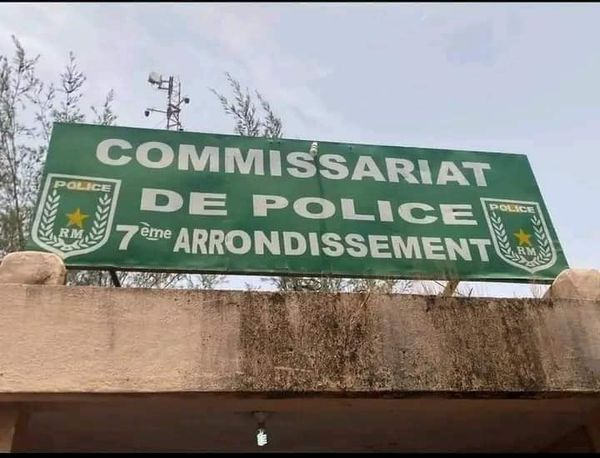 COMMISSARIAT
DE POLICE
7ème ARRONDISSEMENT
POLICE
RM
POLICE
RM